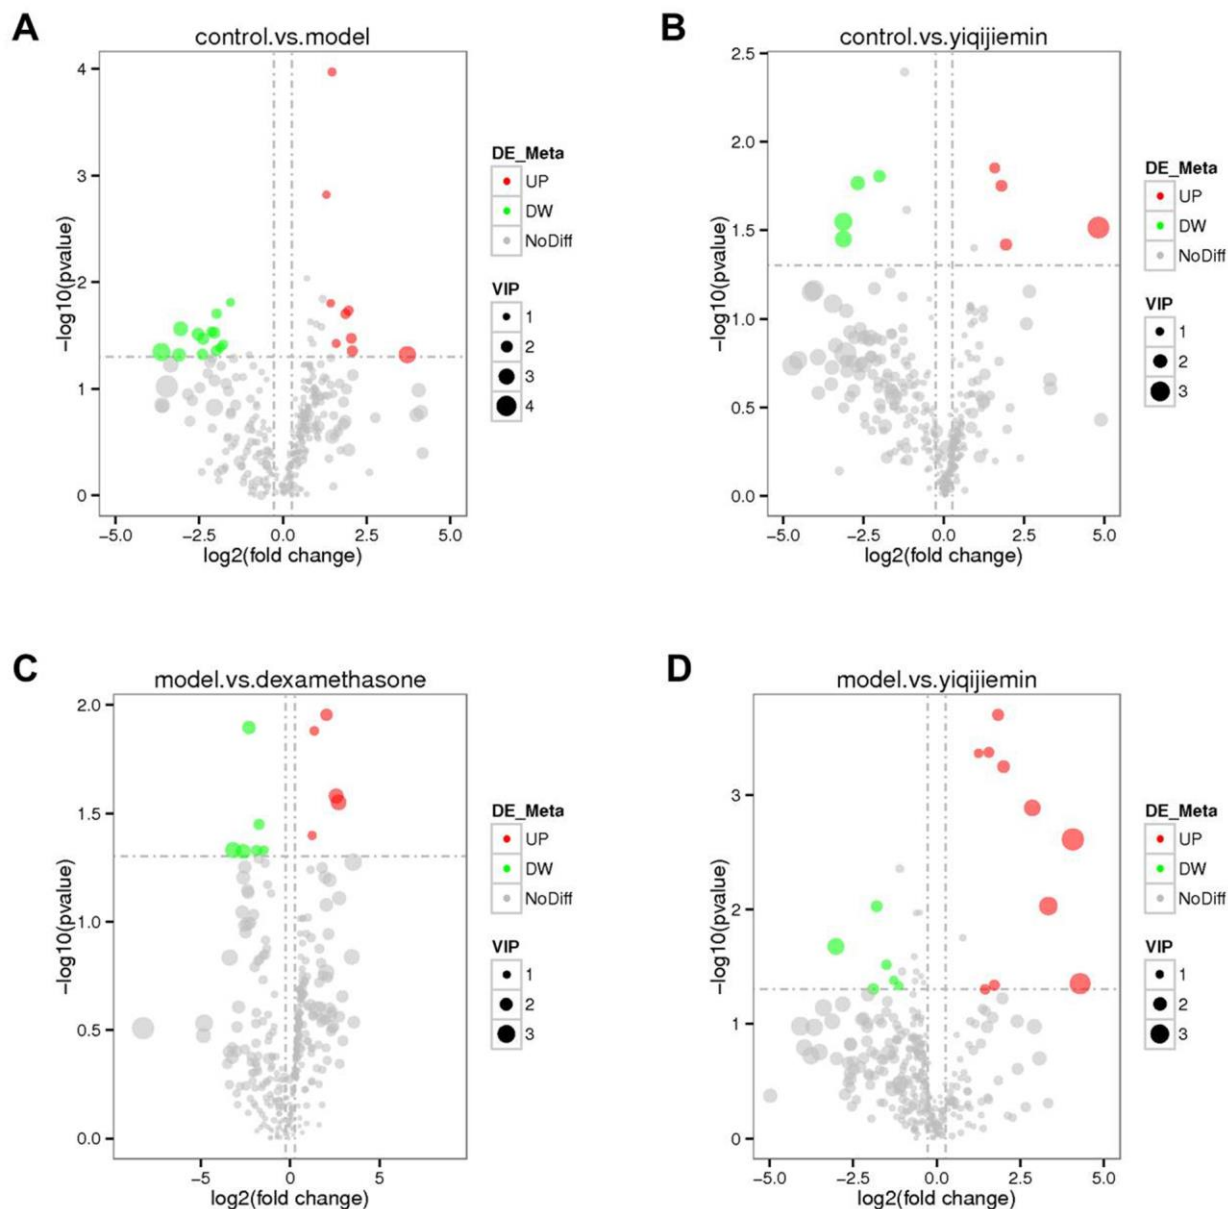 A
control.vs.model
4
3
2
1
0
−5.0 −2.5 0.0 2.5 5.0
log2(fold change)
−log10(pvalue)
DE_Meta
UP
DW
NoDiff
VIP
1
2
3
4
B
control.vs.yiqijiemin
2.5
2.0
1.5
1.0
0.5
0.0
−5.0 −2.5 0.0 2.5 5.0
log2(fold change)
−log10(pvalue)
DE_Meta
UP
DW
NoDiff
VIP
1
2
3
C
model.vs.dexamethasone
2.0
1.5
1.0
0.5
0.0
−5 0 5
log2(fold change)
−log10(pvalue)
DE_Meta
UP
DW
NoDiff
VIP
1
2
3
D
model.vs.yiqijiemin
3
2
1
0
−5.0 −2.5 0.0 2.5 5.0
log2(fold change)
−log10(pvalue)
DE_Meta
UP
DW
NoDiff
VIP
1
2
3